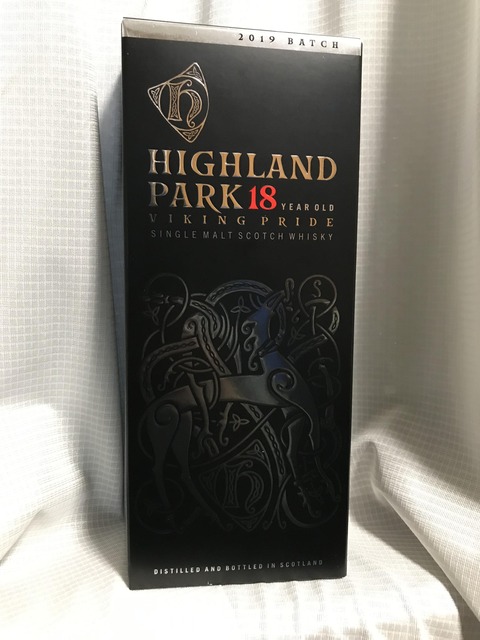 2019 BATCH
H
HIGHLAND
PARK 18 YEAR OLD
VIKING PRIDE
SINGLE MALT SCOTCH WHISKY
S
H
DISTILLED AND BOTTLED IN SCOTLAND